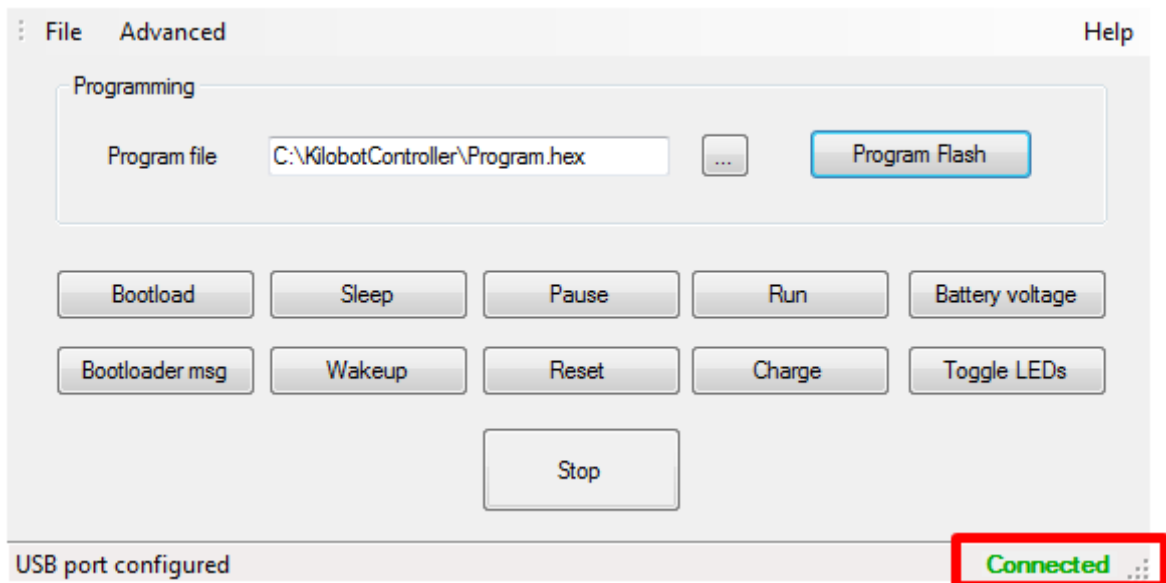 File Advanced Help
Programming
Program file C:\KilobotController\Program.hex ... Program Flash
Bootload Sleep Pause Run Battery voltage
Bootloader msg Wakeup Reset Charge Toggle LEDs
Stop
USB port configured Connected